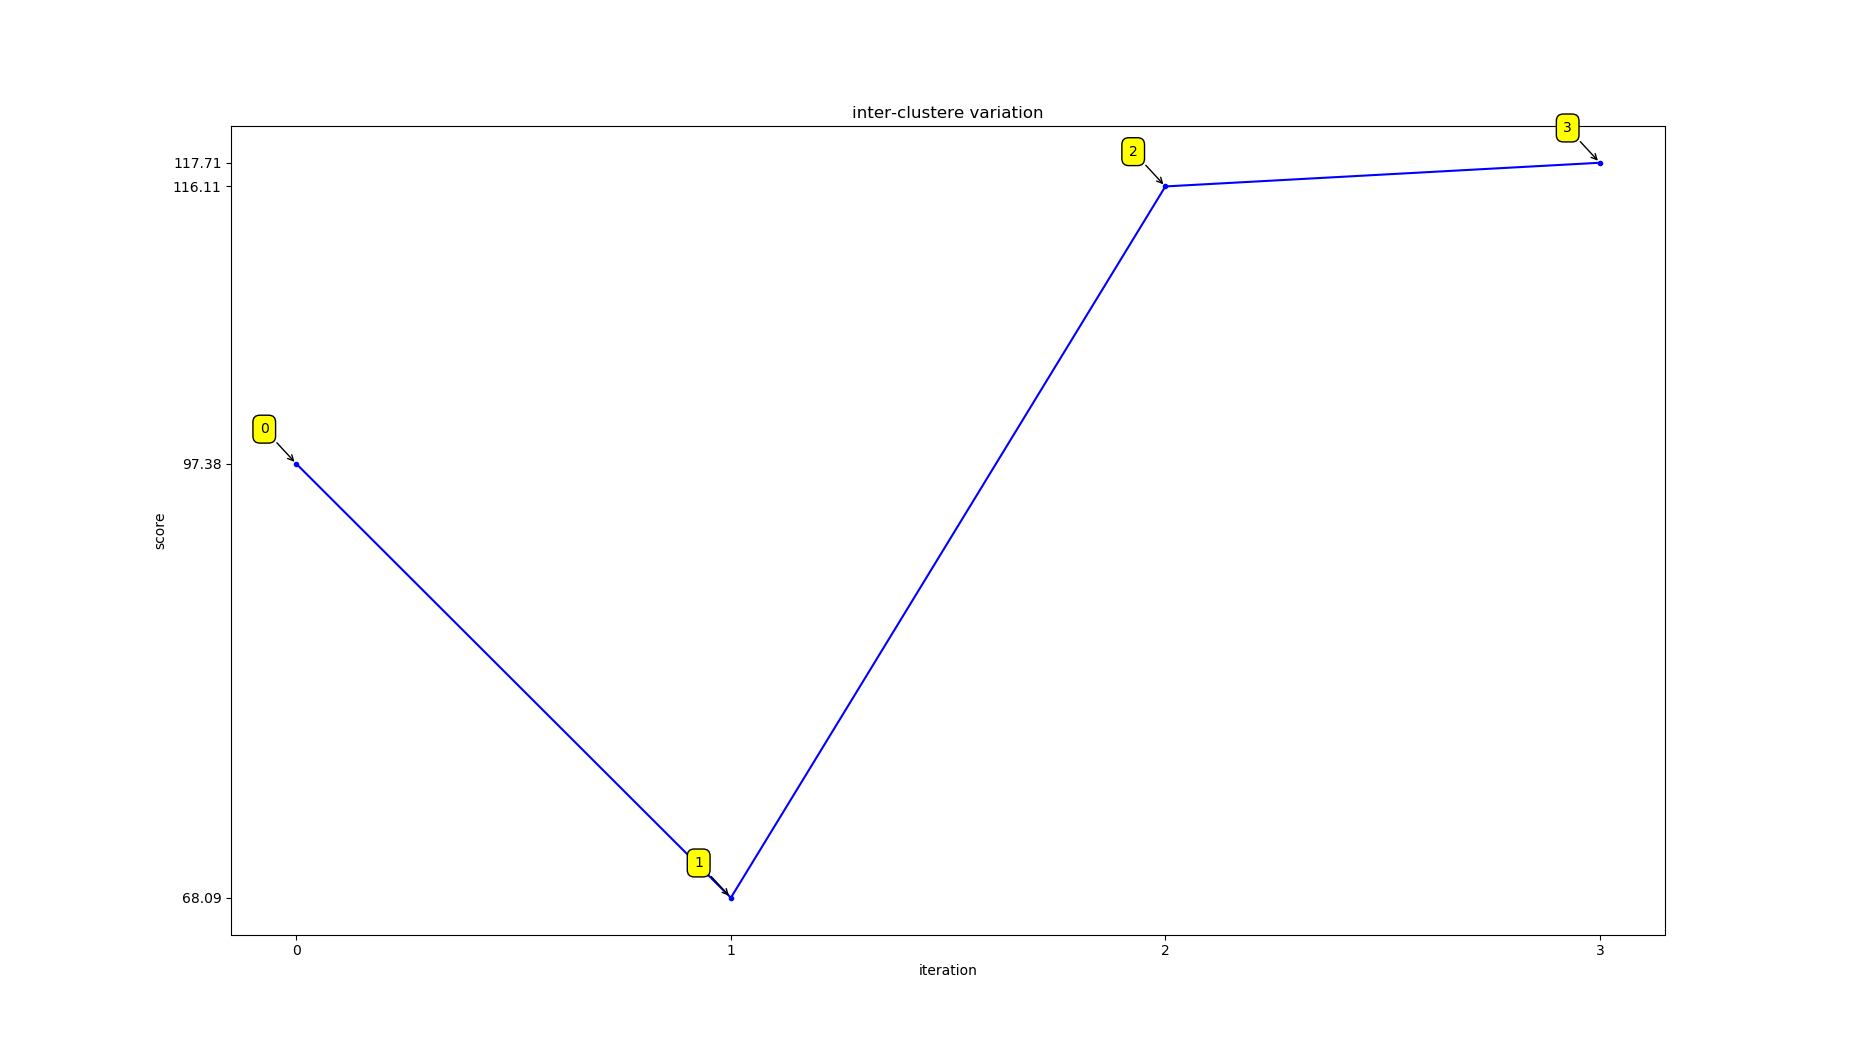 inter-clustere variation
3
117.71
2
116.11
0
97.38
score
1
68.09
0 1 2 3
iteration